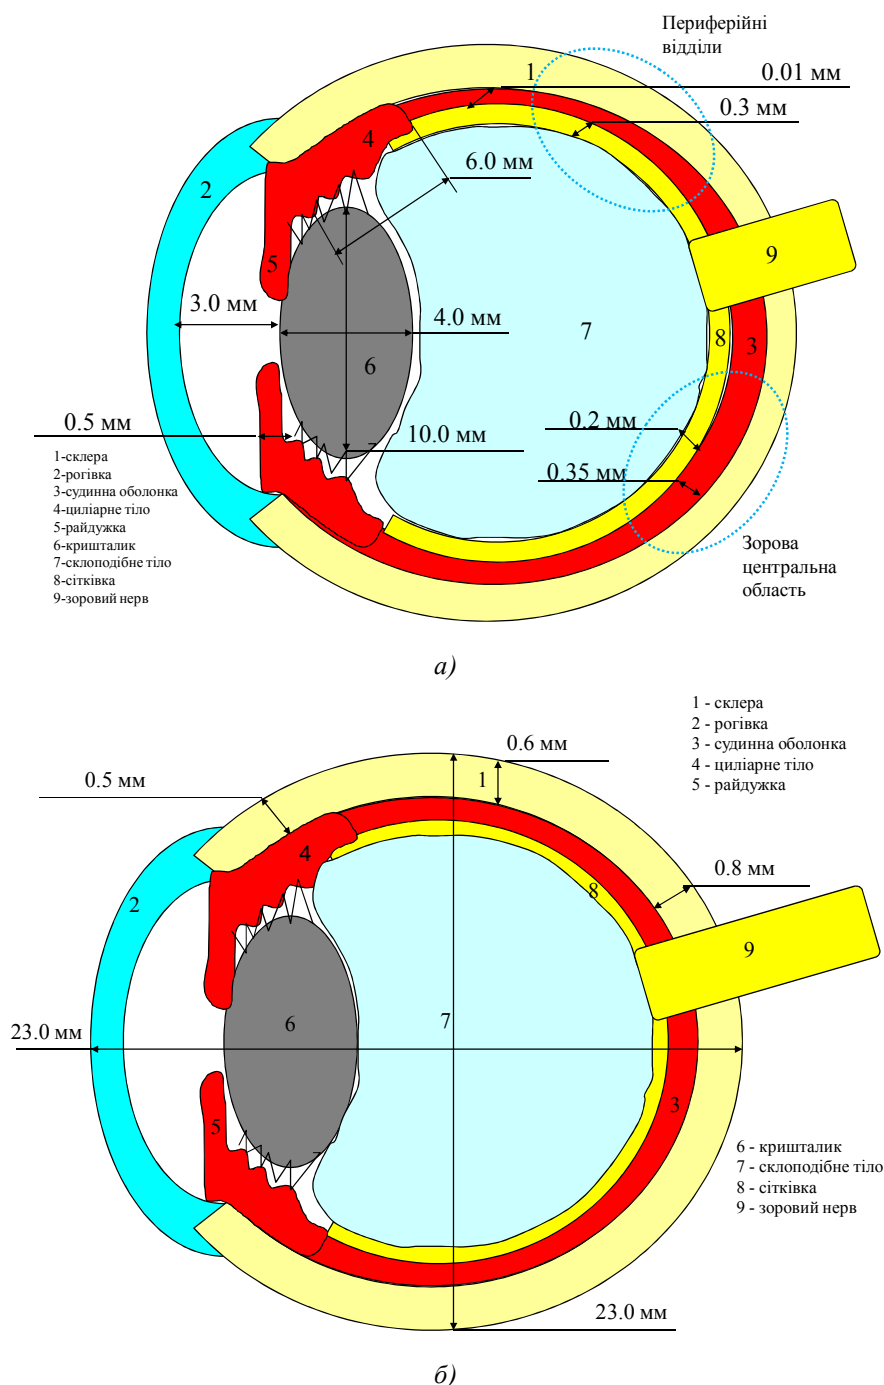 Периферійні
відділи
1
0.01 мм
0.3 мм
4
6.0 мм
2
9
5
3.0 мм
4.0 мм
7
8
3
6
0.5 мм
10.0 мм
0.2 мм
0.35 мм
1-склера
2-рогівка
3-судинна оболонка
4-циліарне тіло
5-райдужка
6-кришталик
7-склоподібне тіло
8-сітківка
9-зоровий нерв
Зорова
центральна
область
а)
1 - склера
2 - рогівка
3 - судинна оболонка
4 - циліарне тіло
5 - райдужка
0.6 мм
0.5 мм
1
4
0.8 мм
8
2
9
6
7
23.0 мм
3
5
6 - кришталик
7 - склоподібне тіло
8 - сітківка
9 - зоровий нерв
23.0 мм
б)